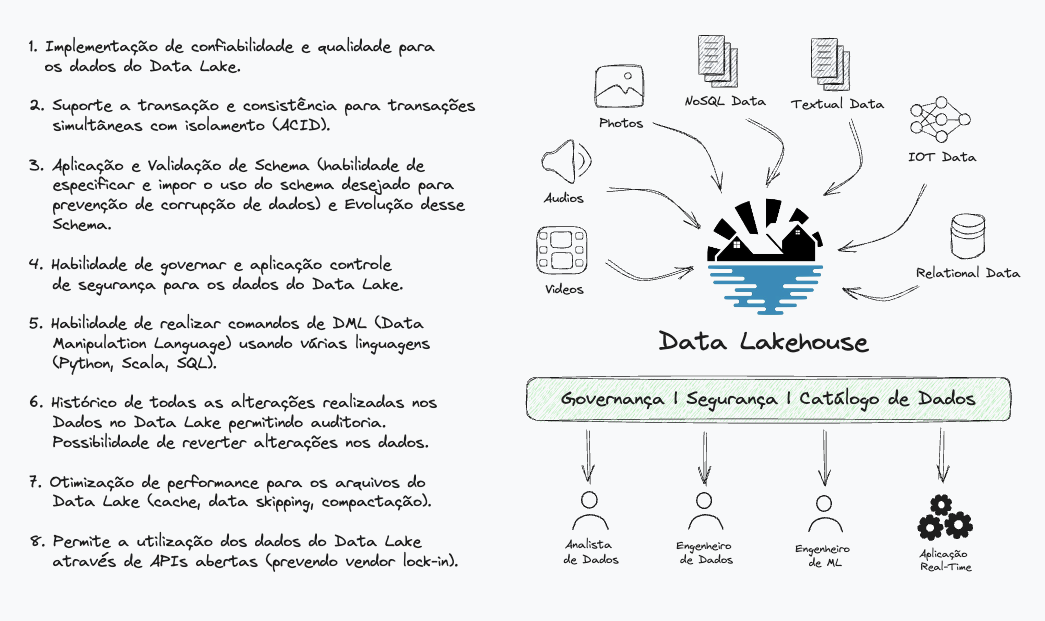 1. Implementação de confiabilidade e qualidade para
os dados do Data Lake.
2. Suporte a transação e consistência para transações
simultâneas com isolamento (ACID).
3. Aplicação e Validação de Schema (habilidade de
especificar e impor o uso do schema desejado para
prevenção de corrupção de dados) e Evolução desse
Schema.
4. Habilidade de governar e aplicação controle
de segurança para os dados do Data Lake.
5. Habilidade de realizar comandos de DML (Data
Manipulation Language) usando várias linguagens
(Python, Scala, SQL).
6. Histórico de todas as alterações realizadas nos
Dados no Data Lake permitindo auditoria.
Possibilidade de reverter alterações nos dados.
7. Otimização de performance para os arquivos do
Data Lake (cache, data skipping, compactação).
8. Permite a utilização dos dados do Data Lake
através de APIs abertas (prevendo vendor lock-in).
Photos
NoSQL Data
Textual Data
IOT Data
Audios
Relational Data
Videos
Data Lakehouse
Governança | Segurança | Catálogo de Dados
Analista
de Dados
Engenheiro
de Dados
Engenheiro
de ML
Aplicação
Real-Time